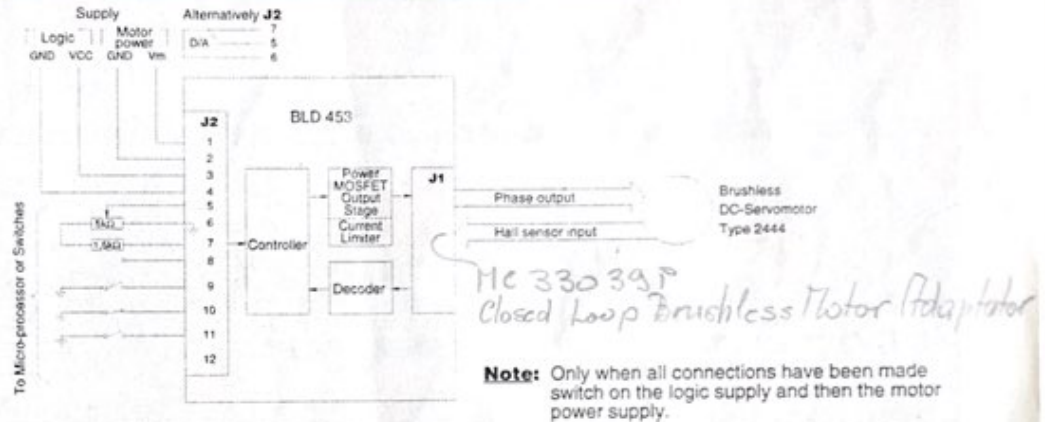 Supply
Alternatively J2
Logic
Motor power
GND VCC GND Vm
D/A
7
5
6
BLD 453
J2
1
2
3
4
5
6
7
8
9
10
11
12
5kΩ
1,5kΩ
To Micro-processor or Switches
Controller
Power
MOSFET
Output
Stage
Current
Limiter
Decoder
J1
Phase output
Hall sensor input
Brushless
DC-Servomotor
Type 2444
MC 33039P
Closed Loop Brushless Motor Adaptator
Note: Only when all connections have been made
switch on the logic supply and then the motor
power supply.